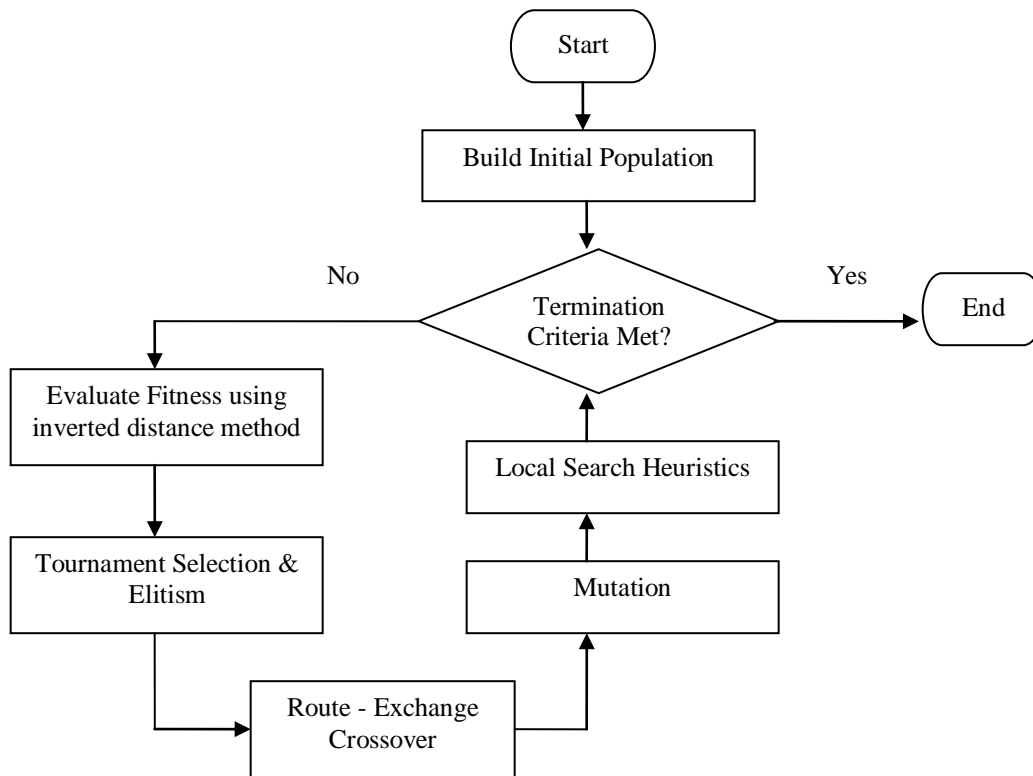 Start
Build Initial Population
No
Yes
Termination
Criteria Met?
End
Evaluate Fitness using
inverted distance method
Local Search Heuristics
Tournament Selection &
Elitism
Mutation
Route - Exchange
Crossover